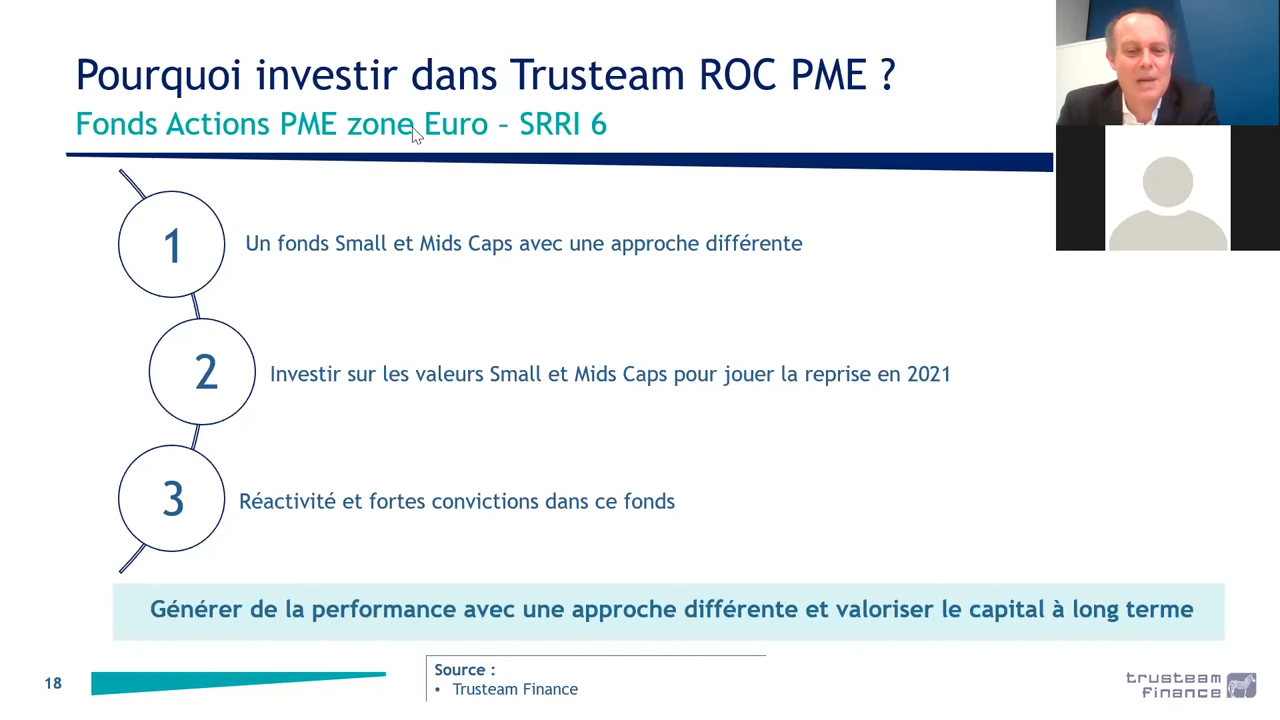 Pourquoi investir dans Trusteam ROC PME ?
Fonds Actions PME zone Euro – SRRI 6
1
Un fonds Small et Mids Caps avec une approche différente
2
Investir sur les valeurs Small et Mids Caps pour jouer la reprise en 2021
3
Réactivité et fortes convictions dans ce fonds
Générer de la performance avec une approche différente et valoriser le capital à long terme
18
Source :
• Trusteam Finance
trusteam
finance